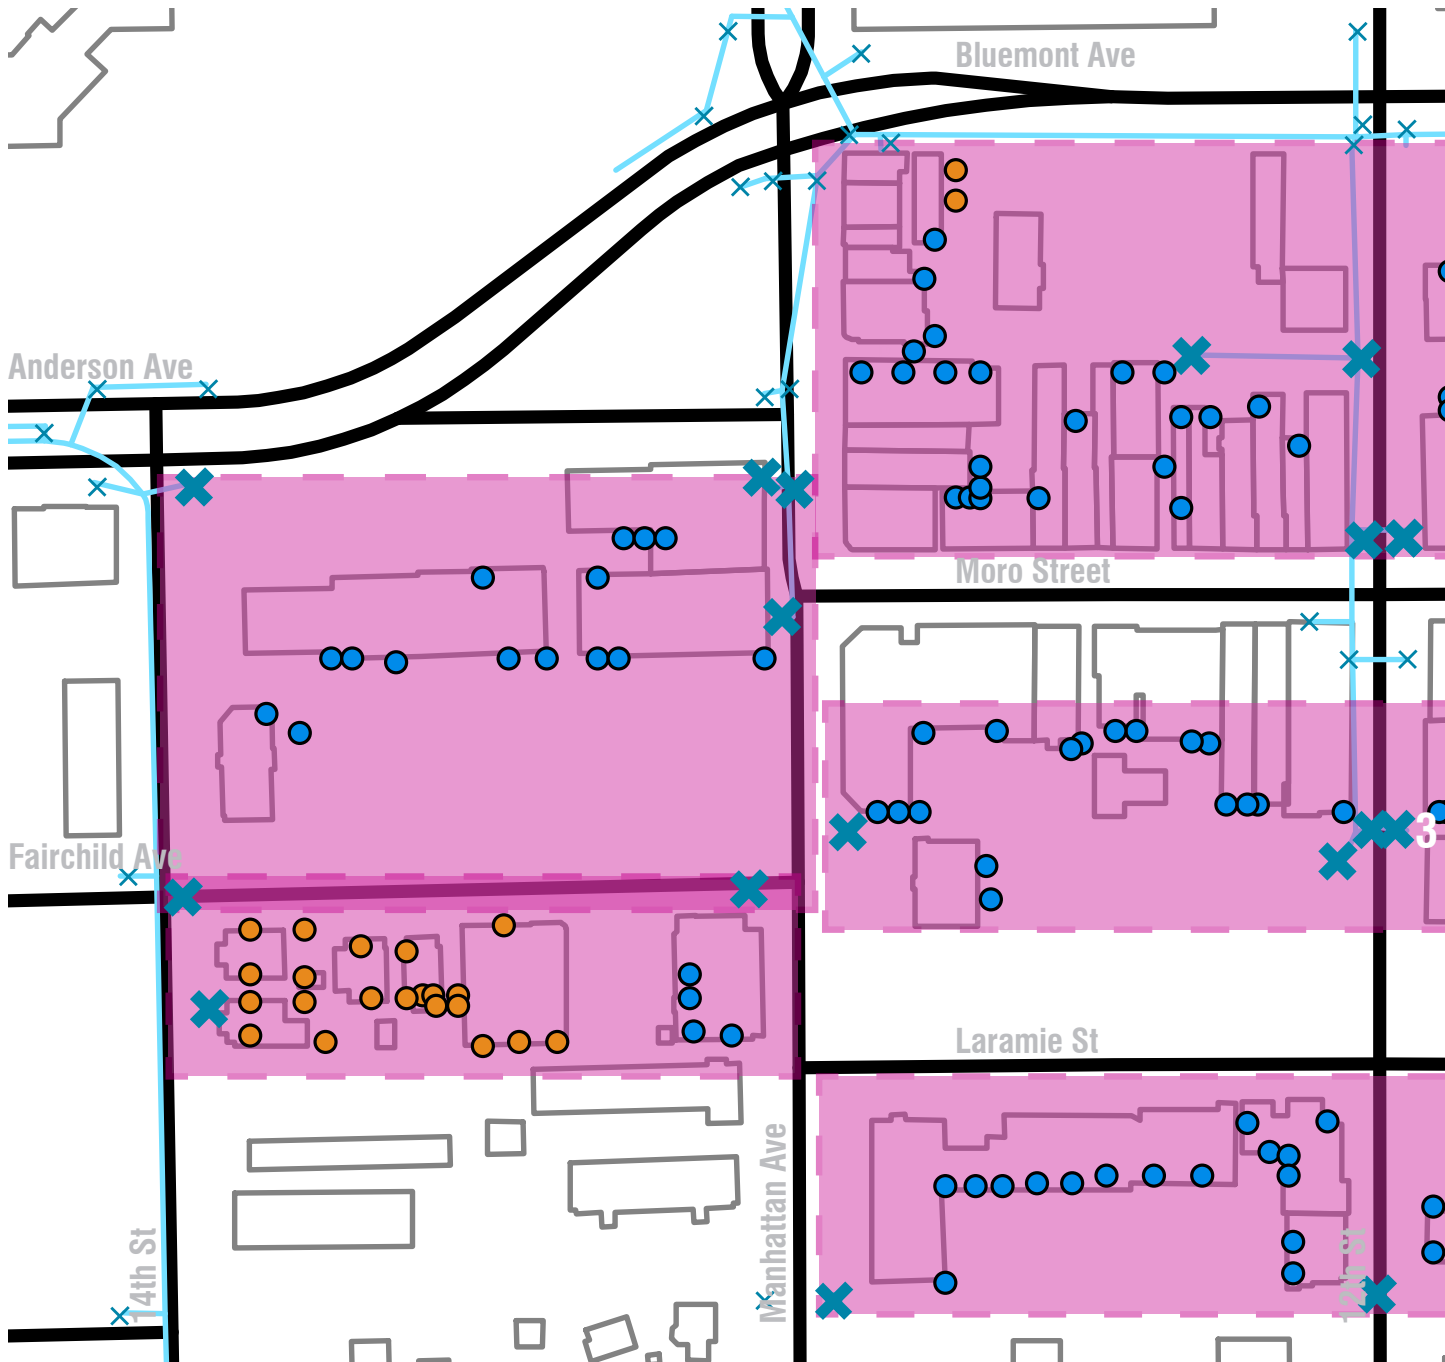 Bluemont Ave
Anderson Ave
Moro Street
Fairchild Ave
3
Laramie St
14th St
Manhattan Ave
12th St